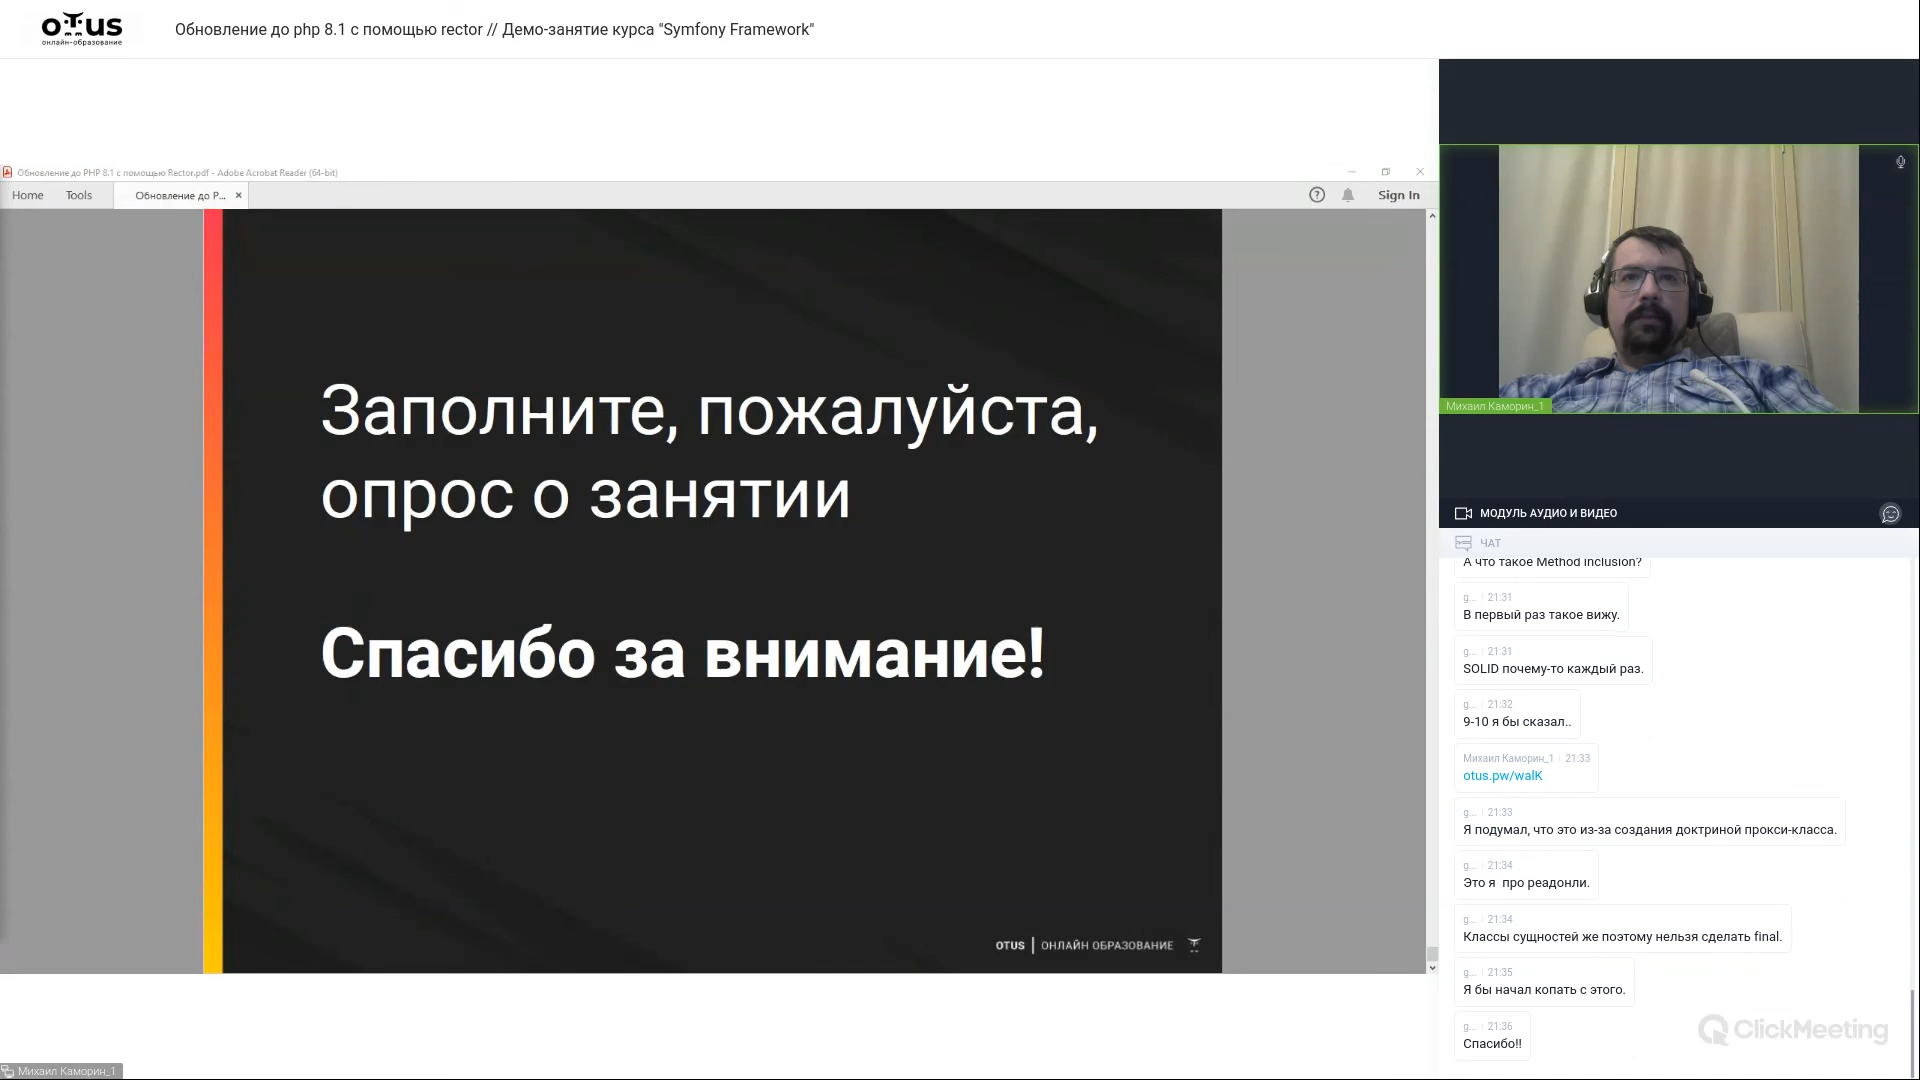 otus
онлайн-образование
Обновление до php 8.1 с помощью rector // Демо-занятие курса "Symfony Framework"
Обновление до PHP 8.1 с помощью Rector.pdf - Adobe Acrobat Reader (64-bit)
Home Tools Обновление до Р... × Sign In
Заполните, пожалуйста,
опрос о занятии
Спасибо за внимание!
OTUS | ОНЛАЙН ОБРАЗОВАНИЕ
Михаил Каморин_1
Михаил Каморин_1
МОДУЛЬ АУДИО И ВИДЕО
ЧАТ
А что такое Method inclusion?
g... 21:31
В первый раз такое вижу.
g... 21:31
SOLID почему-то каждый раз.
g... 21:32
9-10 я бы сказал..
Михаил Каморин_1 21:33
otus.pw/walK
g... 21:33
Я подумал, что это из-за создания доктриной прокси-класса.
g... 21:34
Это я про реадонли.
g... 21:34
Классы сущностей же поэтому нельзя сделать final.
g... 21:35
Я бы начал копать с этого.
g... 21:36
Спасибо!!
ClickMeeting